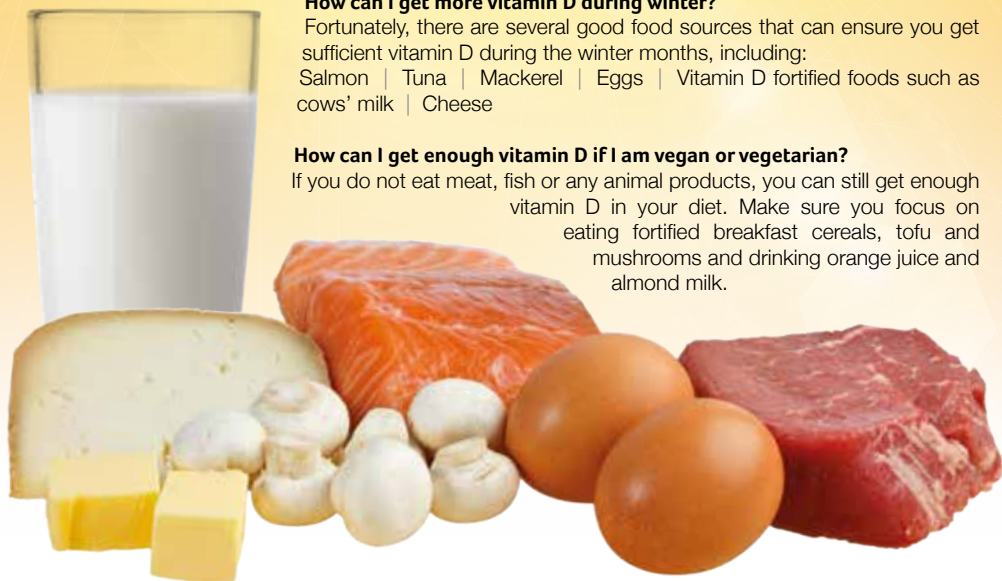 How can I get more vitamin D during winter?
Fortunately, there are several good food sources that can ensure you get
sufficient vitamin D during the winter months, including:
Salmon | Tuna | Mackerel | Eggs | Vitamin D fortified foods such as
cows' milk | Cheese
How can I get enough vitamin D if I am vegan or vegetarian?
If you do not eat meat, fish or any animal products, you can still get enough
vitamin D in your diet. Make sure you focus on
eating fortified breakfast cereals, tofu and
mushrooms and drinking orange juice and
almond milk.